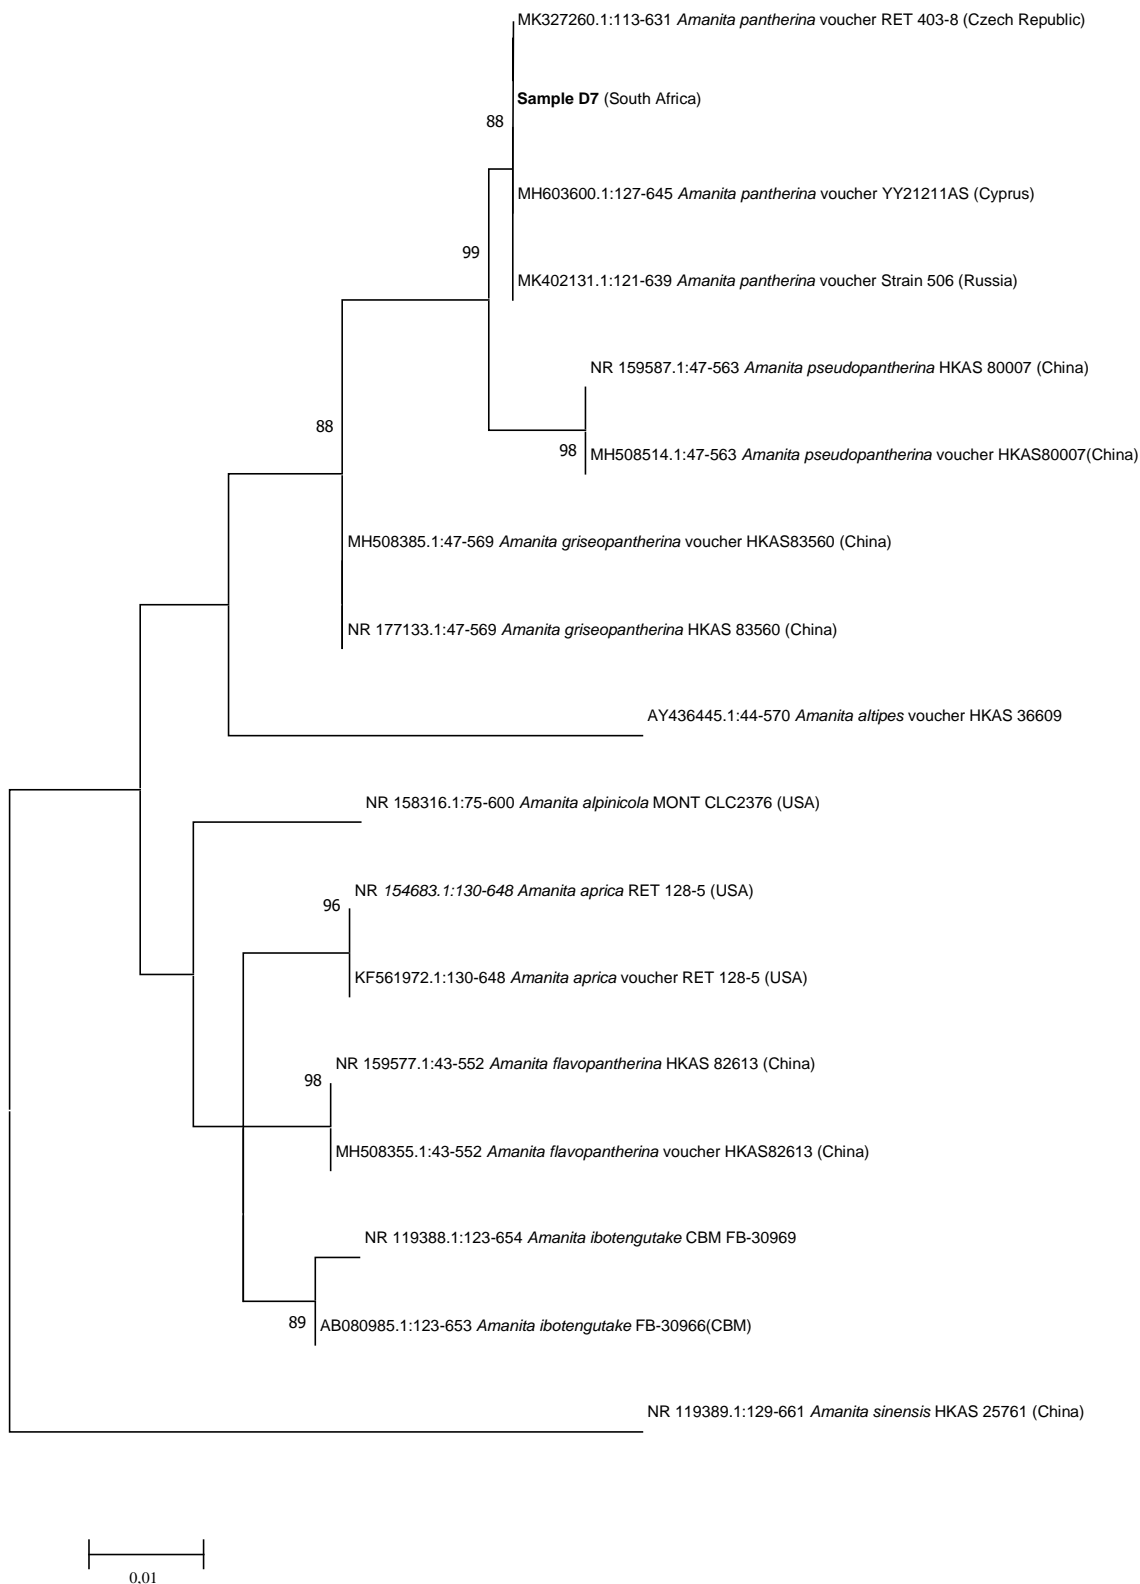 MK327260.1:113-631 Amanita pantherina voucher RET 403-8 (Czech Republic)
Sample D7 (South Africa)
88
MH603600.1:127-645 Amanita pantherina voucher YY21211AS (Cyprus)
99
MK402131.1:121-639 Amanita pantherina voucher Strain 506 (Russia)
NR 159587.1:47-563 Amanita pseudopantherina HKAS 80007 (China)
88
98
MH508514.1:47-563 Amanita pseudopantherina voucher HKAS80007(China)
MH508385.1:47-569 Amanita griseopantherina voucher HKAS83560 (China)
NR 177133.1:47-569 Amanita griseopantherina HKAS 83560 (China)
AY436445.1:44-570 Amanita altipes voucher HKAS 36609
NR 158316.1:75-600 Amanita alpinicola MONT CLC2376 (USA)
NR 154683.1:130-648 Amanita aprica RET 128-5 (USA)
96
KF561972.1:130-648 Amanita aprica voucher RET 128-5 (USA)
NR 159577.1:43-552 Amanita flavopantherina HKAS 82613 (China)
98
MH508355.1:43-552 Amanita flavopantherina voucher HKAS82613 (China)
NR 119388.1:123-654 Amanita ibotengutake CBM FB-30969
89
AB080985.1:123-653 Amanita ibotengutake FB-30966(CBM)
NR 119389.1:129-661 Amanita sinensis HKAS 25761 (China)
0,01